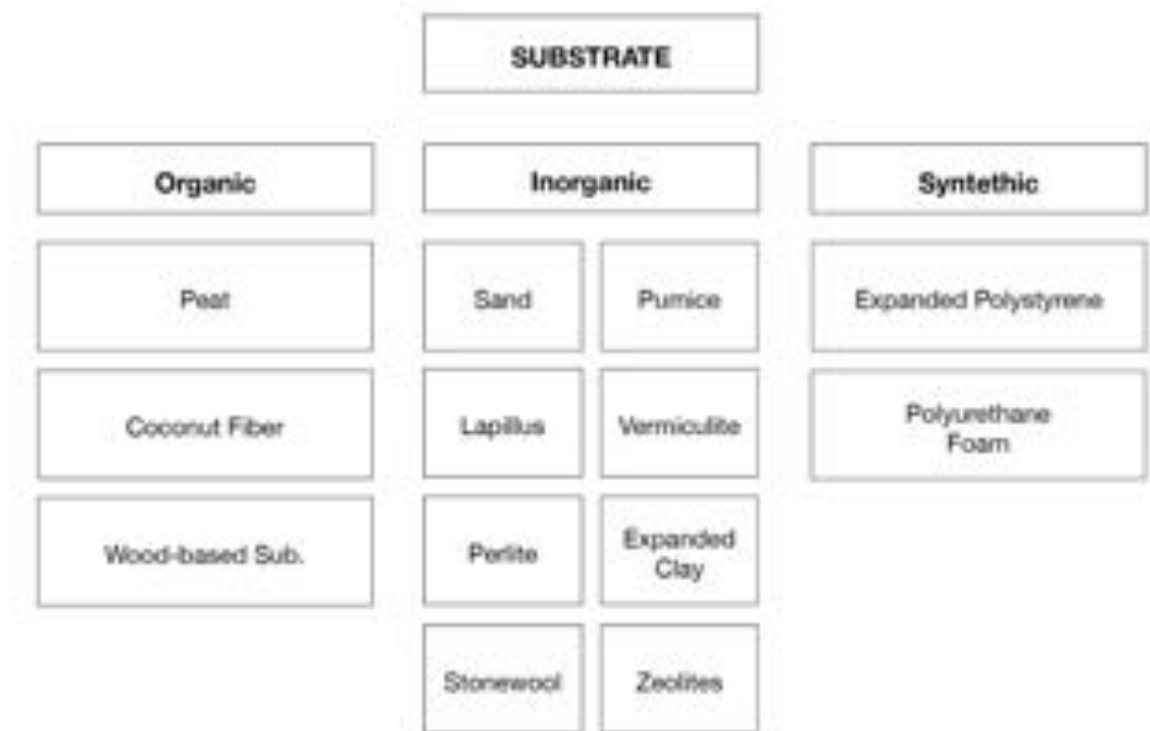 SUBSTRATE
Organic
Inorganic
Syntethic
Peat
Sand
Pumice
Expanded Polystyrene
Coconut Fiber
Lapillus
Vermiculite
Polyurethane
Foam
Wood-based Sub.
Perlite
Expanded
Clay
Stonewool
Zeolites